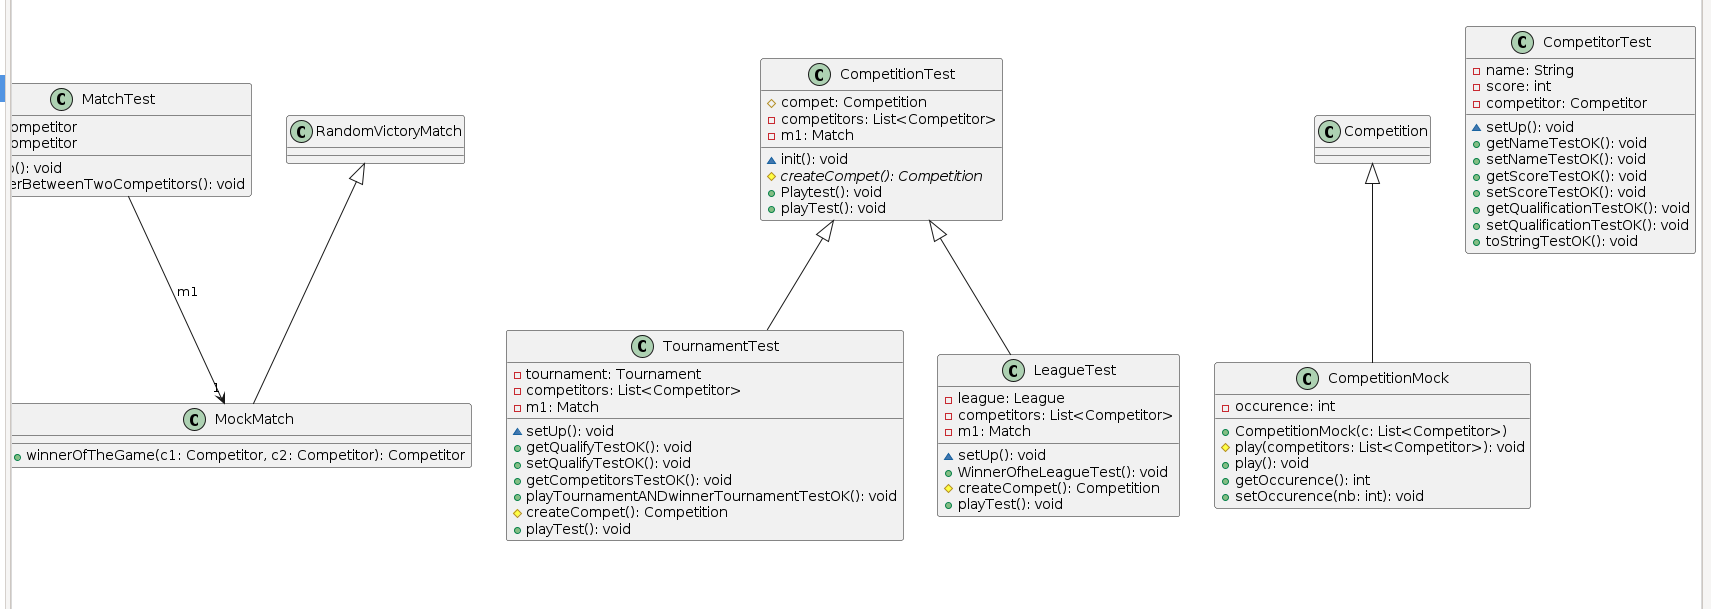 MatchTest
ompetitor
ompetitor
(): void
erBetweenTwoCompetitors(): void
RandomVictoryMatch
m1
1
MockMatch
winnerOfTheGame(c1: Competitor, c2: Competitor): Competitor
CompetitionTest
compet: Competition
competitors: List<Competitor>
m1: Match
init(): void
createCompet(): Competition
Playtest(): void
playTest(): void
TournamentTest
tournament: Tournament
competitors: List<Competitor>
m1: Match
setUp(): void
getQualifyTestOK(): void
setQualifyTestOK(): void
getCompetitorsTestOK(): void
playTournamentANDwinnerTournamentTestOK(): void
createCompet(): Competition
playTest(): void
LeagueTest
league: League
competitors: List<Competitor>
m1: Match
setUp(): void
WinnerOfheLeagueTest(): void
createCompet(): Competition
playTest(): void
Competition
CompetitionMock
occurence: int
CompetitionMock(c: List<Competitor>)
play(competitors: List<Competitor>): void
play(): void
getOccurence(): int
setOccurence(nb: int): void
CompetitorTest
name: String
score: int
competitor: Competitor
setUp(): void
getNameTestOK(): void
setNameTestOK(): void
getScoreTestOK(): void
setScoreTestOK(): void
getQualificationTestOK(): void
setQualificationTestOK(): void
toStringTestOK(): void